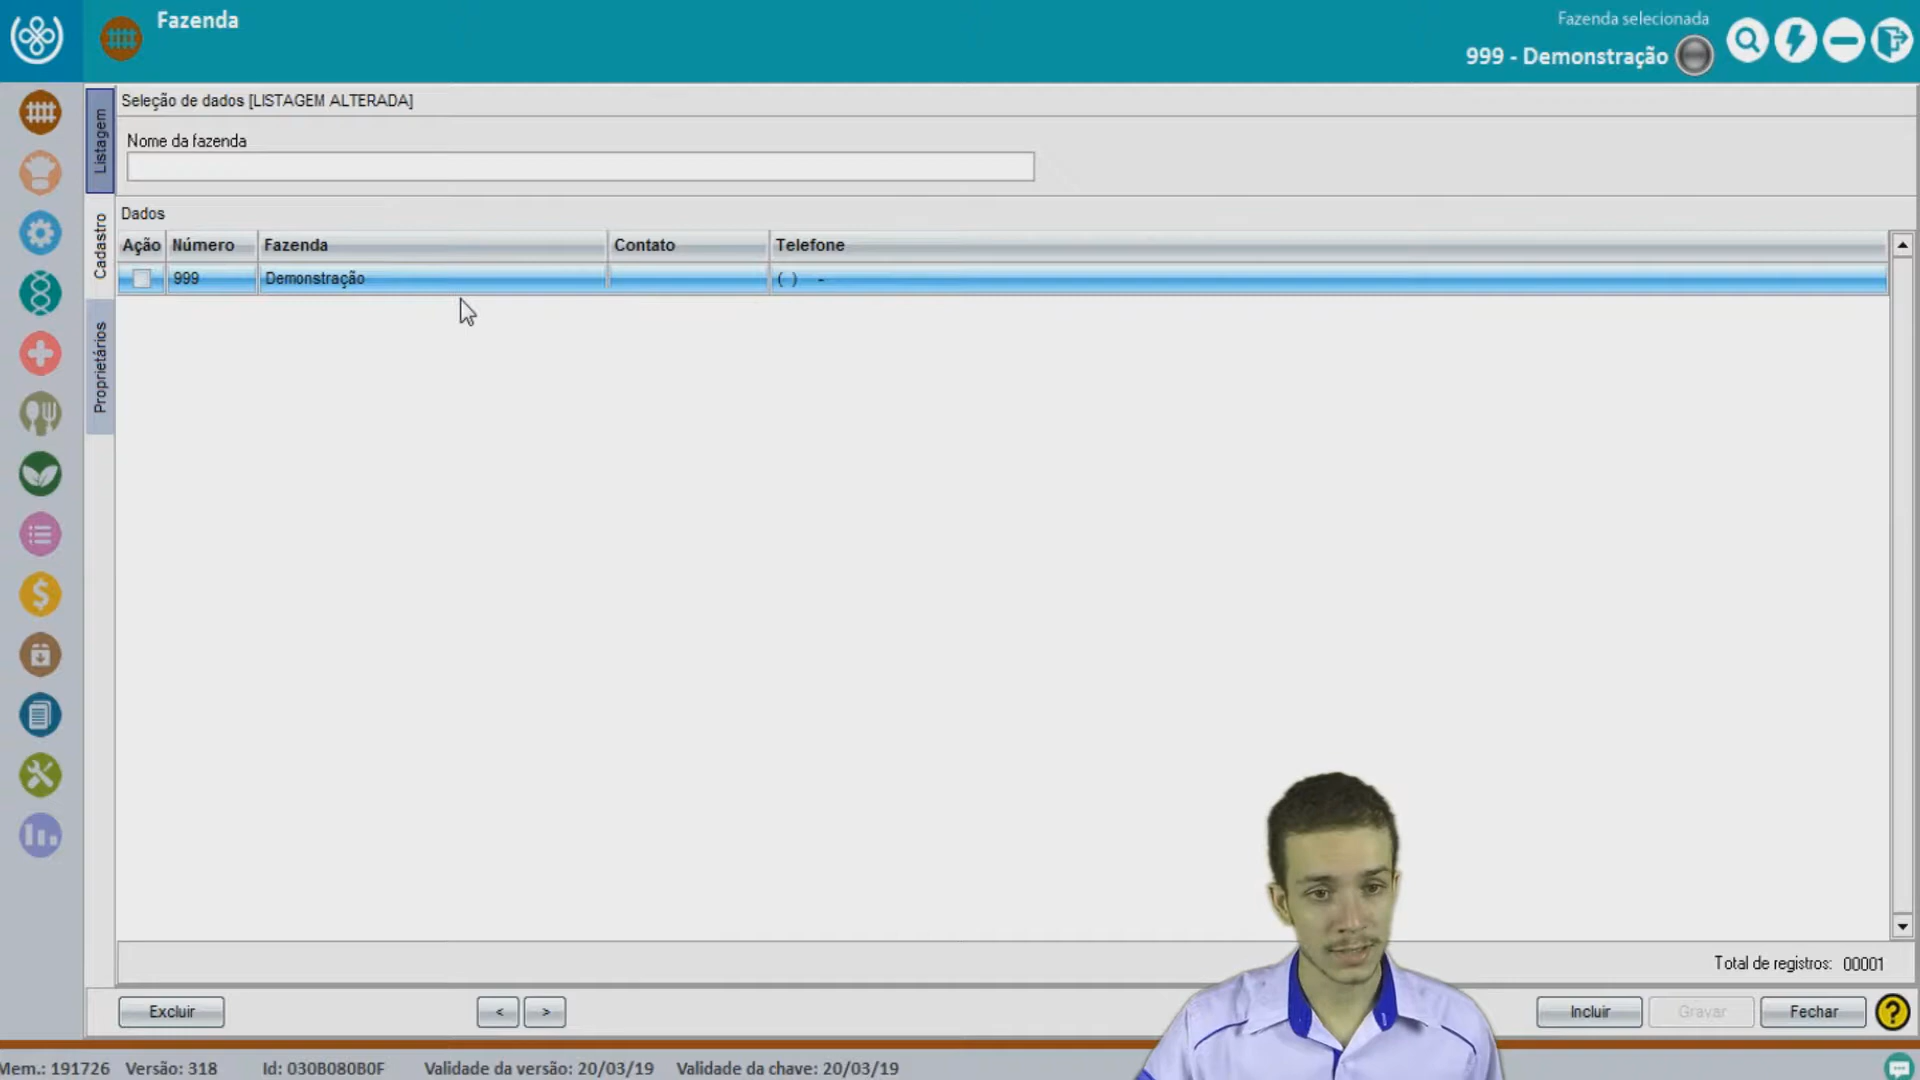 Fazenda
Fazenda selecionada
999 - Demonstração
Listagem
Cadastro
Proprietários
Seleção de dados [LISTAGEM ALTERADA]
Nome da fazenda
Dados
Ação Número Fazenda Contato Telefone
999 Demonstração ( ) -
Total de registros: 00001
Excluir < > Incluir Gravar Fechar ?
Mem.: 191726 Versão: 318 Id: 030B080B0F Validade da versão: 20/03/19 Validade da chave: 20/03/19